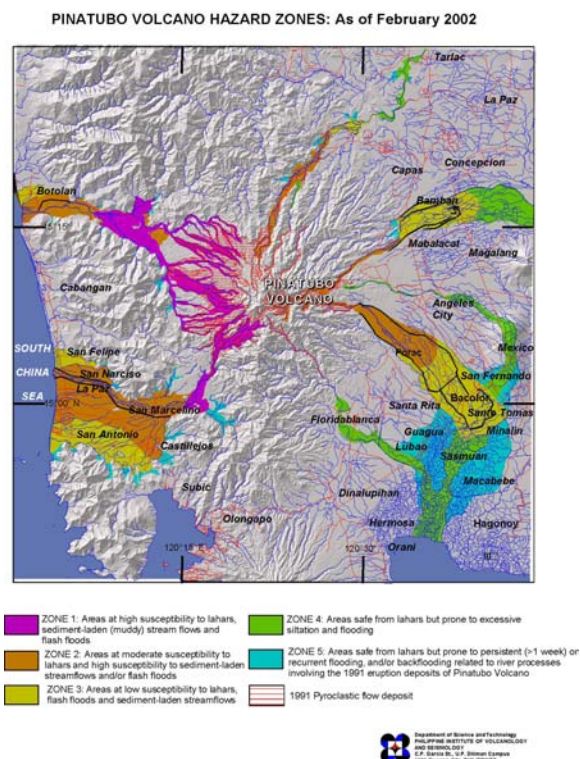 PINATUBO VOLCANO HAZARD ZONES: As of February 2002
Tarlac
La Paz
Concepcion
Capas
Botolan
Bamban
15°15'
Mabalacat
Magalang
PINATUBO
VOLCANO
Cabangan
Angeles
City
SOUTH
CHINA
SEA
San Felipe
Porac
Mexico
San Narciso
San Fernando
La Paz
Bacolor
15°00' N
San Marcelino
Santa Rita
Santo Tomas
Floridablanca
San Antonio
Guagua
Minalin
Castillejos
Lubao
Sasmuan
Macabebe
Subic
Dinalupihan
Olongapo
Hermosa
Hagonoy
120°15' E
120°30'
Orani
ZONE 1: Areas at high susceptibility to lahars,
sediment-laden (muddy) stream flows and
flash floods
ZONE 2: Areas at moderate susceptibility
to lahars and high susceptibility to sediment-laden
streamflows and/or flash floods
ZONE 3: Areas at low susceptibility to lahars,
flash floods and sediment-laden streamflows
ZONE 4: Areas safe from lahars but prone to excessive
siltation and flooding
ZONE 5: Areas safe from lahars but prone to persistent (>1 week) or
recurrent flooding, and/or backflooding related to river processes
involving the 1991 eruption deposits of Pinatubo Volcano
1991 Pyroclastic flow deposit
Department of Science and Technology
PHILIPPINE INSTITUTE OF VOLCANOLOGY
AND SEISMOLOGY
C.P. Garcia St., U.P. Diliman Campus